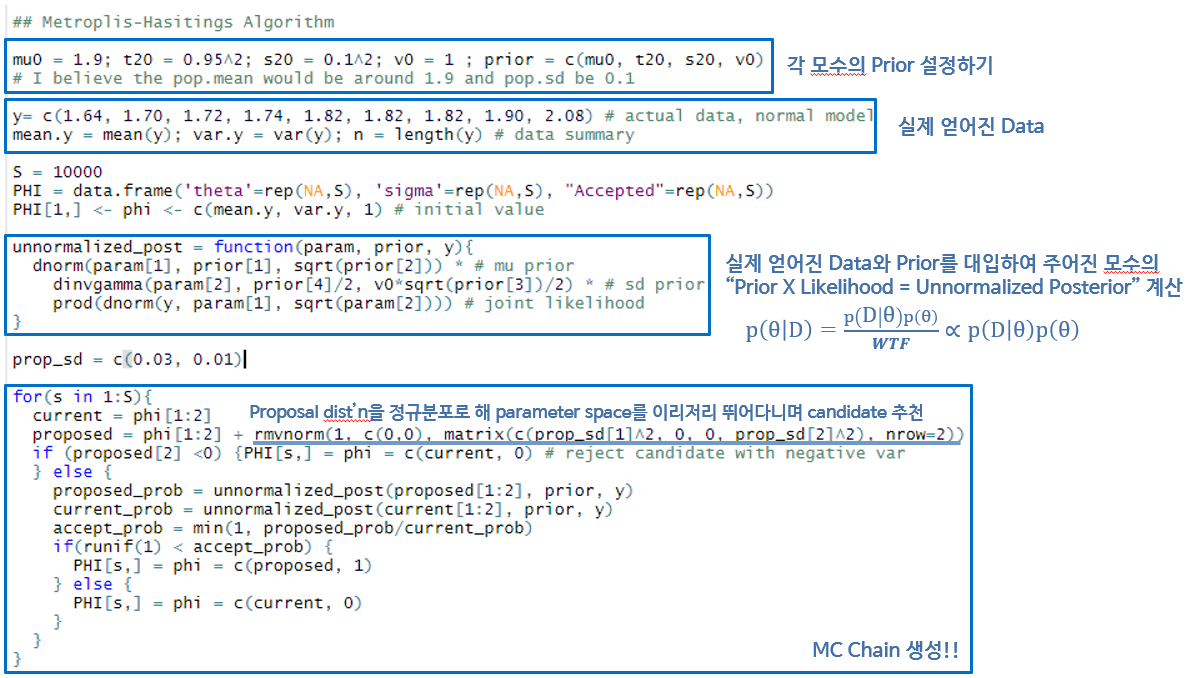 ## Metroplis-Hasitings Algorithm
mu0 = 1.9; t20 = 0.95^2; s20 = 0.1^2; v0 = 1 ; prior = c(mu0, t20, s20, v0)
# I believe the pop.mean would be around 1.9 and pop.sd be 0.1
각 모수의 Prior 설정하기
y= c(1.64, 1.70, 1.72, 1.74, 1.82, 1.82, 1.82, 1.90, 2.08) # actual data, normal model
mean.y = mean(y); var.y = var(y); n = length(y) # data summary
실제 얻어진 Data
S = 10000
PHI = data.frame('theta'=rep(NA,S), 'sigma'=rep(NA,S), "Accepted"=rep(NA,S))
PHI[1,] <- phi <- c(mean.y, var.y, 1) # initial value
unnormalized_post = function(param, prior, y){
dnorm(param[1], prior[1], sqrt(prior[2])) * # mu prior
dinvgamma(param[2], prior[4]/2, v0*sqrt(prior[3])/2) * # sd prior
prod(dnorm(y, param[1], sqrt(param[2]))) # joint likelihood
}
실제 얻어진 Data와 Prior를 대입하여 주어진 모수의
“Prior X Likelihood = Unnormalized Posterior” 계산
p(θ|D) = p(D|θ)p(θ) / WTF ∝ p(D|θ)p(θ)
prop_sd = c(0.03, 0.01)
for(s in 1:S){
current = phi[1:2]
Proposal dist’n을 정규분포로 해 parameter space를 이리저리 뛰어다니며 candidate 추천
proposed = phi[1:2] + rmvnorm(1, c(0,0), matrix(c(prop_sd[1]^2, 0, 0, prop_sd[2]^2), nrow=2))
if (proposed[2] <0) {PHI[s,] = phi = c(current, 0) # reject candidate with negative var
} else {
proposed_prob = unnormalized_post(proposed[1:2], prior, y)
current_prob = unnormalized_post(current[1:2], prior, y)
accept_prob = min(1, proposed_prob/current_prob)
if(runif(1) < accept_prob) {
PHI[s,] = phi = c(proposed, 1)
} else {
PHI[s,] = phi = c(current, 0)
}
}
}
MC Chain 생성!!